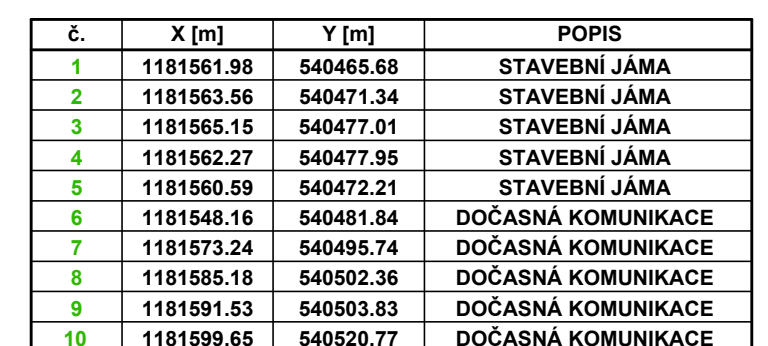 č. X [m] Y [m] POPIS
1 1181561.98 540465.68 STAVEBNÍ JÁMA
2 1181563.56 540471.34 STAVEBNÍ JÁMA
3 1181565.15 540477.01 STAVEBNÍ JÁMA
4 1181562.27 540477.95 STAVEBNÍ JÁMA
5 1181560.59 540472.21 STAVEBNÍ JÁMA
6 1181548.16 540481.84 DOČASNÁ KOMUNIKACE
7 1181573.24 540495.74 DOČASNÁ KOMUNIKACE
8 1181585.18 540502.36 DOČASNÁ KOMUNIKACE
9 1181591.53 540503.83 DOČASNÁ KOMUNIKACE
10 1181599.65 540520.77 DOČASNÁ KOMUNIKACE